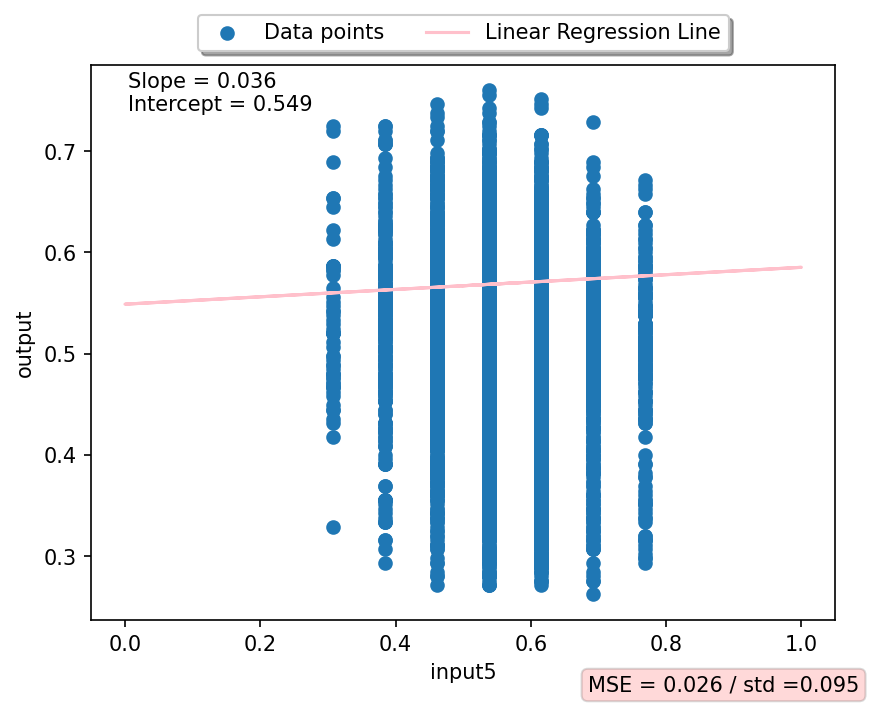 Data points
Linear Regression Line
Slope = 0.036
Intercept = 0.549
0.7
0.6
0.5
0.4
0.3
output
0.0 0.2 0.4 0.6 0.8 1.0
input5
MSE = 0.026 / std =0.095